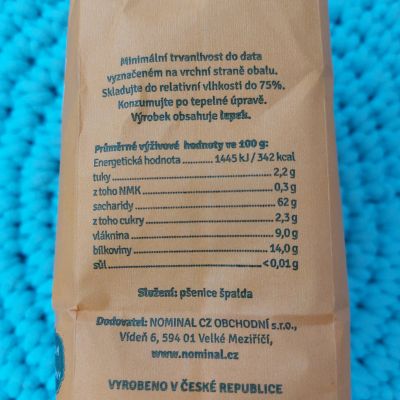 Minimální trvanlivost do data
vyznačeném na vrchní straně obalu.
Skladujte do relativní vlhkosti do 75%.
Konzumujte po tepelné úpravě.
Výrobek obsahuje lepek.
Průměrné výživové hodnoty ve 100 g:
Energetická hodnota ........... 1445 kJ / 342 kcal
tuky ........... 2,2 g
z toho NMK ........... 0,3 g
sacharidy ........... 62 g
z toho cukry ........... 2,3 g
vláknina ........... 9,0 g
bílkoviny ........... 14,0 g
sůl ........... <0,01 g
Složení: pšenice špalda
Dodovatel: NOMINAL CZ OBCHODNÍ s.r.o.,
Vídeň 6, 594 01 Velké Meziříčí,
www.nominal.cz
VYROBENO V ČESKÉ REPUBLICE